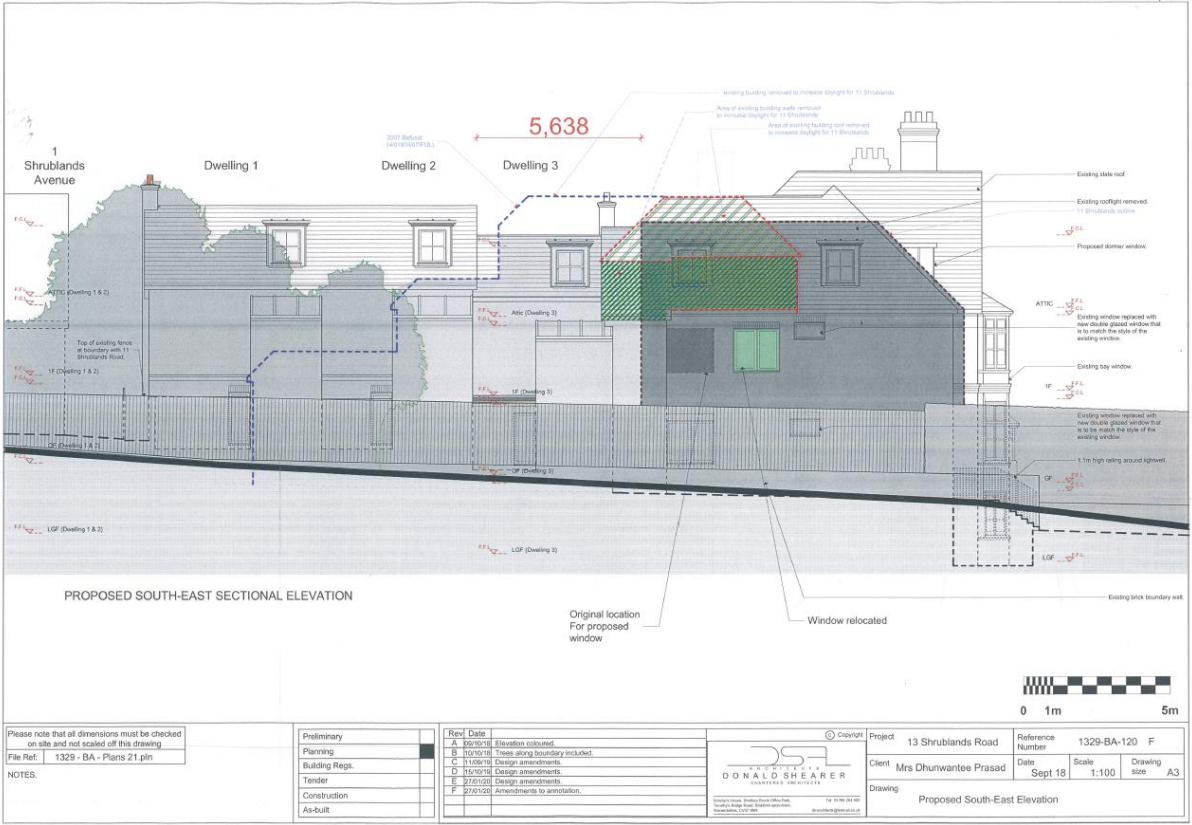 existing building removed to increase daylight for 11 Shrublands
Area of existing building walls removed
to increase daylight for 11 Shrublands
Area of existing building roof removed
to increase daylight for 11 Shrublands
5,638
2007 Refusal
1
Shrublands
Avenue
Dwelling 1
Dwelling 2
Dwelling 3
Existing slate roof.
Existing rooflight removed.
11 Shrublands outline
Proposed dormer window.
F.G.L
F.F.L
F.C.L
ATTIC (Dwelling 1 & 2)
Attic (Dwelling 3)
ATTIC
Existing window replaced with
new double glazed window that
is to match the style of the
existing window.
Top of existing fence
at boundary with 11
Shrublands Road.
Existing bay window.
1F (Dwelling 1 & 2)
1F (Dwelling 3)
1F
Existing window replaced with
new double glazed window that
is to be match the style of the
existing window.
GF (Dwelling 1 & 2)
GF (Dwelling 3)
1.1m high railing around lightwell.
GF
LGF (Dwelling 1 & 2)
LGF (Dwelling 3)
LGF
PROPOSED SOUTH-EAST SECTIONAL ELEVATION
Existing brick boundary wall.
Original location
For proposed
window
Window relocated
0 1m 5m
Please note that all dimensions must be checked
on site and not scaled off this drawing
File Ref: 1329 - BA - Plans 21.pln
NOTES.
Preliminary
Planning
Building Regs.
Tender
Construction
As-built
Rev Date
A 09/10/18 Elevation coloured.
B 10/10/18 Trees along boundary included.
C 11/09/19 Design amendments.
D 15/10/19 Design amendments.
E 27/01/20 Design amendments.
F 27/01/20 Amendments to annotation.
© Copyright
DSA
ARCHITECTS
DONALD SHEARER
CHARTERED ARCHITECTS
Project 13 Shrublands Road
Reference
Number 1329-BA-120 F
Client Mrs Dhunwantee Prasad
Date Sept 18
Scale 1:100
Drawing
size A3
Drawing
Proposed South-East Elevation